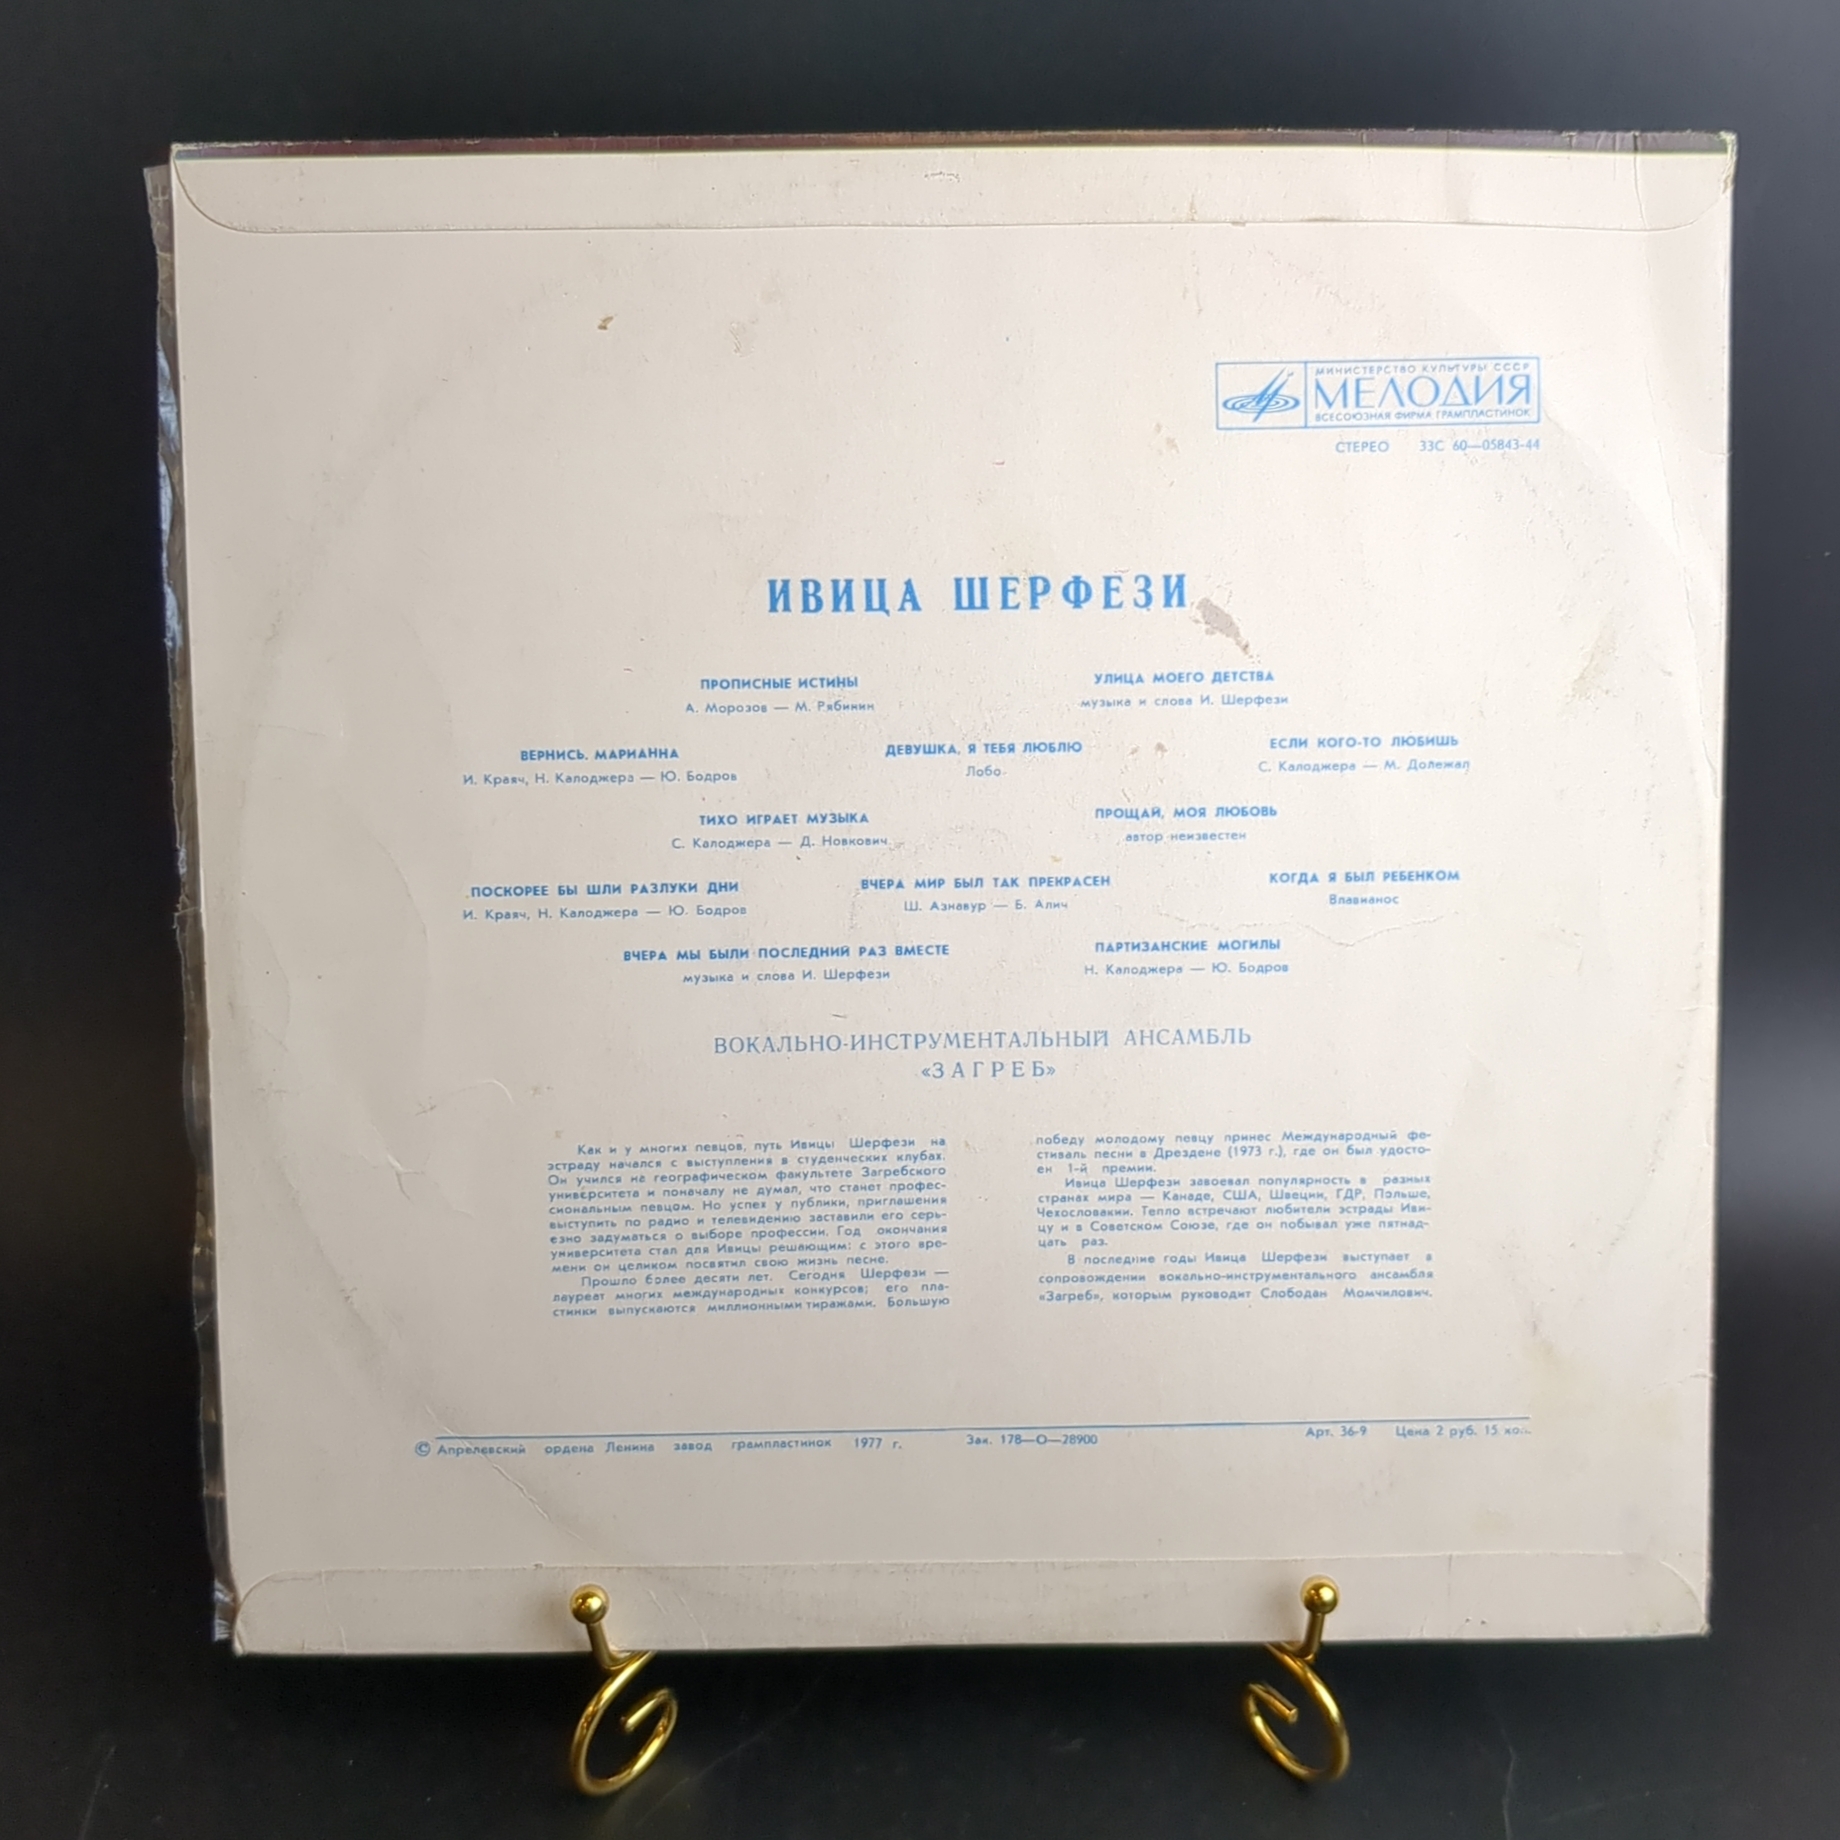 МИНИСТЕРСТВО КУЛЬТУРЫ СССР
МЕЛОДИЯ
ВСЕСОЮЗНАЯ ФИРМА ГРАМПЛАСТИНОК
СТЕРЕО 33С 60—05843-44
ИВИЦА ШЕРФЕЗИ
ПРОПИСНЫЕ ИСТИНЫ
А. Морозов — М. Рябинин
УЛИЦА МОЕГО ДЕТСТВА
музыка и слова И. Шерфези
ВЕРНИСЬ, МАРИАННА
И. Краяч, Н. Калоджера — Ю. Бодров
ДЕВУШКА, Я ТЕБЯ ЛЮБЛЮ
Лобо
ЕСЛИ КОГО-ТО ЛЮБИШЬ
С. Калоджера — М. Долежал
ТИХО ИГРАЕТ МУЗЫКА
С. Калоджера — Д. Новкович
ПРОЩАЙ, МОЯ ЛЮБОВЬ
автор неизвестен
ПОСКОРЕЕ БЫ ШЛИ РАЗЛУКИ ДНИ
И. Краяч, Н. Калоджера — Ю. Бодров
ВЧЕРА МИР БЫЛ ТАК ПРЕКРАСЕН
Ш. Азнавур — Б. Алич
КОГДА Я БЫЛ РЕБЕНКОМ
Влавианос
ВЧЕРА МЫ БЫЛИ ПОСЛЕДНИЙ РАЗ ВМЕСТЕ
музыка и слова И. Шерфези
ПАРТИЗАНСКИЕ МОГИЛЫ
Н. Калоджера — Ю. Бодров
ВОКАЛЬНО-ИНСТРУМЕНТАЛЬНЫЙ АНСАМБЛЬ
«ЗАГРЕБ»
Как и у многих певцов, путь Ивицы Шерфези на
эстраду начался с выступления в студенческих клубах.
Он учился на географическом факультете Загребского
университета и поначалу не думал, что станет профес-
сиональным певцом. Но успех у публики, приглашения
выступить по радио и телевидению заставили его серь-
езно задуматься о выборе профессии. Год окончания
университета стал для Ивицы решающим: с этого вре-
мени он целиком посвятил свою жизнь песне.
Прошло более десяти лет. Сегодня Шерфези —
лауреат многих международных конкурсов; его пла-
стинки выпускаются миллионными тиражами. Большую
победу молодому певцу принес Международный фе-
стиваль песни в Дрездене (1973 г.), где он был удосто-
ен 1-й премии.
Ивица Шерфези завоевал популярность в разных
странах мира — Канаде, США, Швеции, ГДР, Польше,
Чехословакии. Тепло встречают любители эстрады Иви-
цу и в Советском Союзе, где он побывал уже пятнад-
цать раз.
В последние годы Ивица Шерфези выступает в
сопровождении вокально-инструментального ансамбля
«Загреб», которым руководит Слободан Момчилович.
© Апрелевский ордена Ленина завод грампластинок 1977 г. Зак. 178—О—28900 Арт. 36-9 Цена 2 руб. 15 коп.